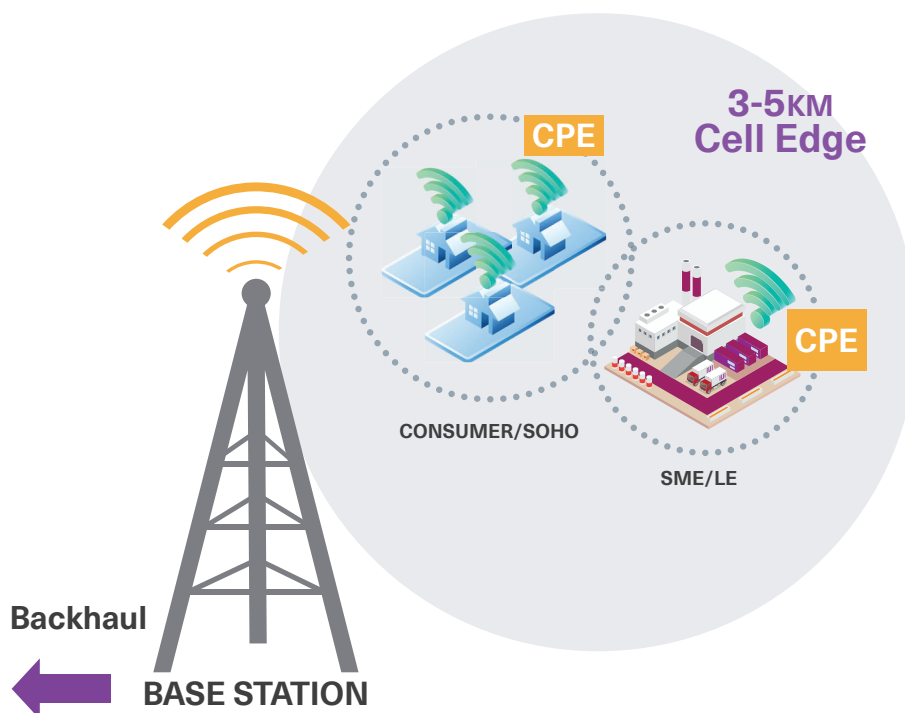 3-5KM
Cell Edge
CPE
CPE
CONSUMER/SOHO
SME/LE
Backhaul
BASE STATION